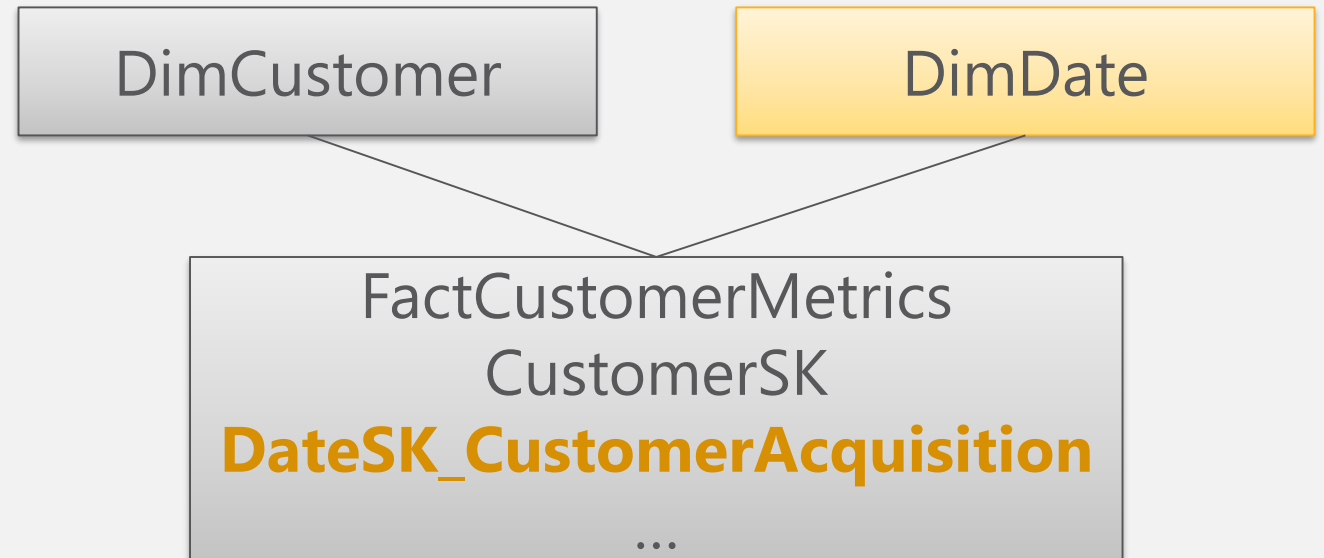 DimCustomer
DimDate
FactCustomerMetrics
CustomerSK
DateSK_CustomerAcquisition
...